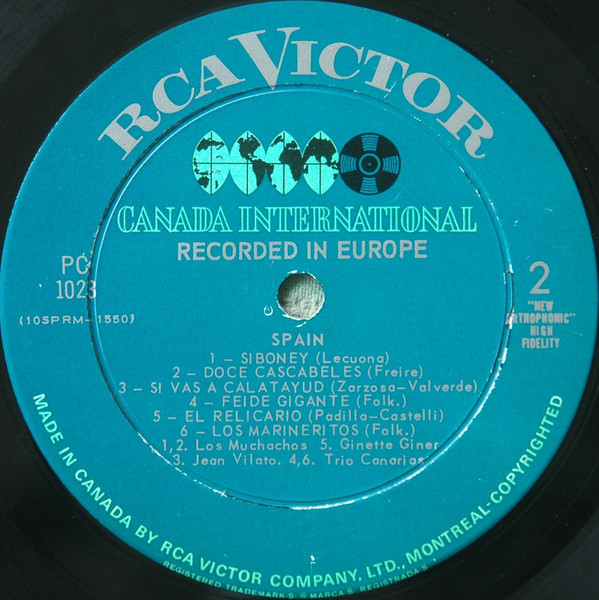 RCA VICTOR
CANADA INTERNATIONAL
RECORDED IN EUROPE
PC
1023
(10SPRM-1550)
2
"NEW
ORTHOPHONIC"
HIGH
FIDELITY
SPAIN
1 – SIBONEY (Lecuona)
2 – DOCE CASCABELES (Freire)
3 – SI VAS A CALATAYUD (Zarzosa–Valverde)
4 – FEIDE GIGANTE (Folk.)
5 – EL RELICARIO (Padilla–Castelli)
6 – LOS MARINERITOS (Folk.)
1,2. Los Muchachos 5. Ginette Giner
3. Jean Vilato. 4,6. Trio Canarias
MADE IN CANADA BY RCA VICTOR COMPANY, LTD., MONTREAL-COPYRIGHTED
REGISTERED TRADEMARKS ® MARCAS REGISTRADAS